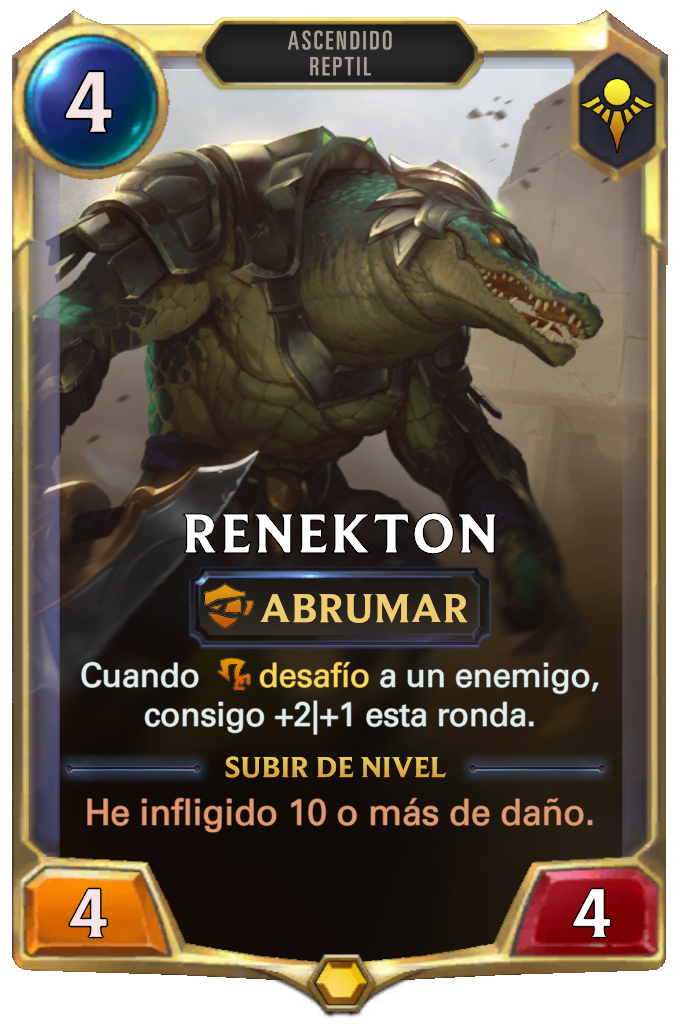 ASCENDIDO
REPTIL
4
RENEKTON
ABRUMAR
Cuando desafío a un enemigo,
consigo +2|+1 esta ronda.
SUBIR DE NIVEL
He infligido 10 o más de daño.
4
4